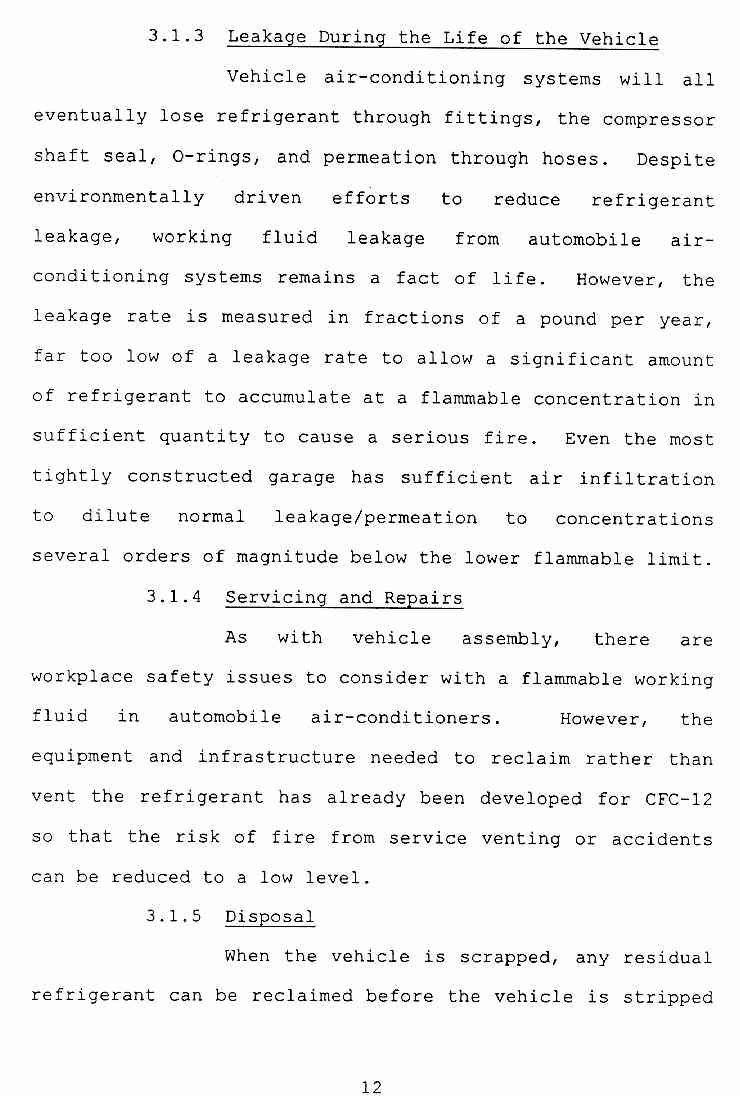 3.1.3 Leakage During the Life of the Vehicle
Vehicle air-conditioning systems will all
eventually lose refrigerant through fittings, the compressor
shaft seal, O-rings, and permeation through hoses. Despite
environmentally driven efforts to reduce refrigerant
leakage, working fluid leakage from automobile air-
conditioning systems remains a fact of life. However, the
leakage rate is measured in fractions of a pound per year,
far too low of a leakage rate to allow a significant amount
of refrigerant to accumulate at a flammable concentration in
sufficient quantity to cause a serious fire. Even the most
tightly constructed garage has sufficient air infiltration
to dilute normal leakage/permeation to concentrations
several orders of magnitude below the lower flammable limit.
3.1.4 Servicing and Repairs
As with vehicle assembly, there are
workplace safety issues to consider with a flammable working
fluid in automobile air-conditioners. However, the
equipment and infrastructure needed to reclaim rather than
vent the refrigerant has already been developed for CFC-12
so that the risk of fire from service venting or accidents
can be reduced to a low level.
3.1.5 Disposal
When the vehicle is scrapped, any residual
refrigerant can be reclaimed before the vehicle is stripped
12